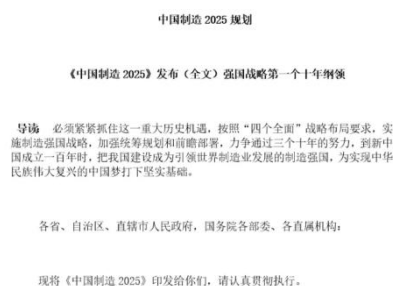 中国制造 2025 规划
《中国制造 2025》发布（全文）强国战略第一个十年纲领
导读： 必须紧紧抓住这一重大历史机遇，按照“四个全面”战略布局要求，实
施制造强国战略，加强统筹规划和前瞻部署，力争通过三个十年的努力，到新中
国成立一百年时，把我国建设成为引领世界制造业发展的制造强国，为实现中华
民族伟大复兴的中国梦打下坚实基础。
各省、自治区、直辖市人民政府，国务院各部委、各直属机构：
现将《中国制造 2025》印发给你们，请认真贯彻执行。